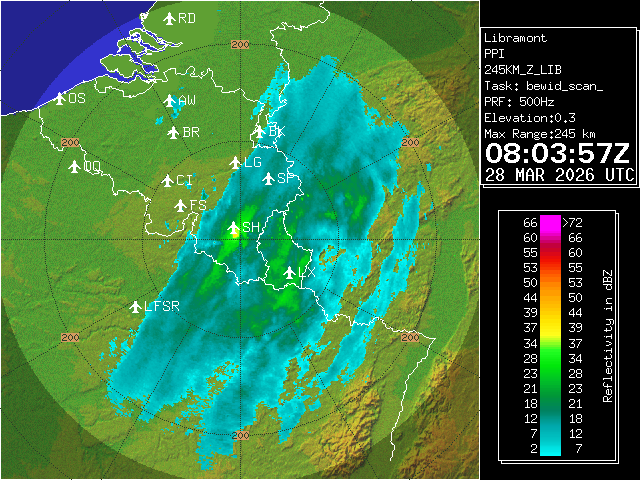 RD
200
OS
AW
BR
BK
200
200
QQ
LG
CI
SP
FS
SH
LX
LFSR
200
200
200
Libramont
PPI
245KM_Z_LIB
Task: bewid_scan_
PRF: 500Hz
Elevation:0.3
Max Range:245 km
08:03:57Z
28 MAR 2026 UTC
66 >72
60 66
55 60
53 55
50 53
44 50
39 44
37 39
34 37
28 34
23 28
21 23
18 21
12 18
7 12
2 7
Reflectivity in dBZ